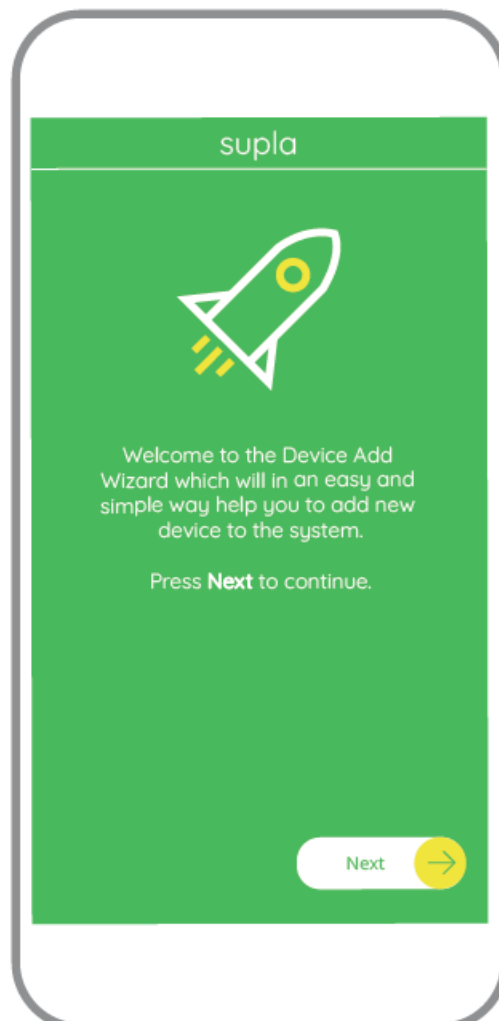 supla
Welcome to the Device Add
Wizard which will in an easy and
simple way help you to add new
device to the system.
Press Next to continue.
Next